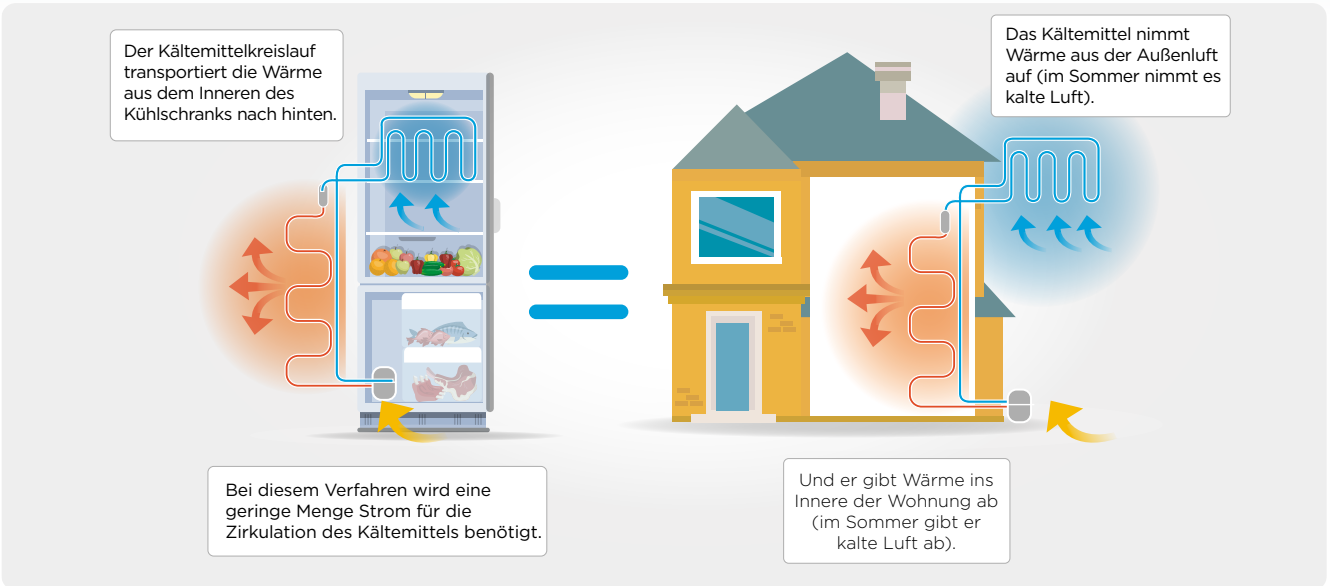 Der Kältemittelkreislauf
transportiert die Wärme
aus dem Inneren des
Kühlschranks nach hinten.
Das Kältemittel nimmt
Wärme aus der Außenluft
auf (im Sommer nimmt es
kalte Luft).
Bei diesem Verfahren wird eine
geringe Menge Strom für die
Zirkulation des Kältemittels benötigt.
Und er gibt Wärme ins
Innere der Wohnung ab
(im Sommer gibt er
kalte Luft ab).